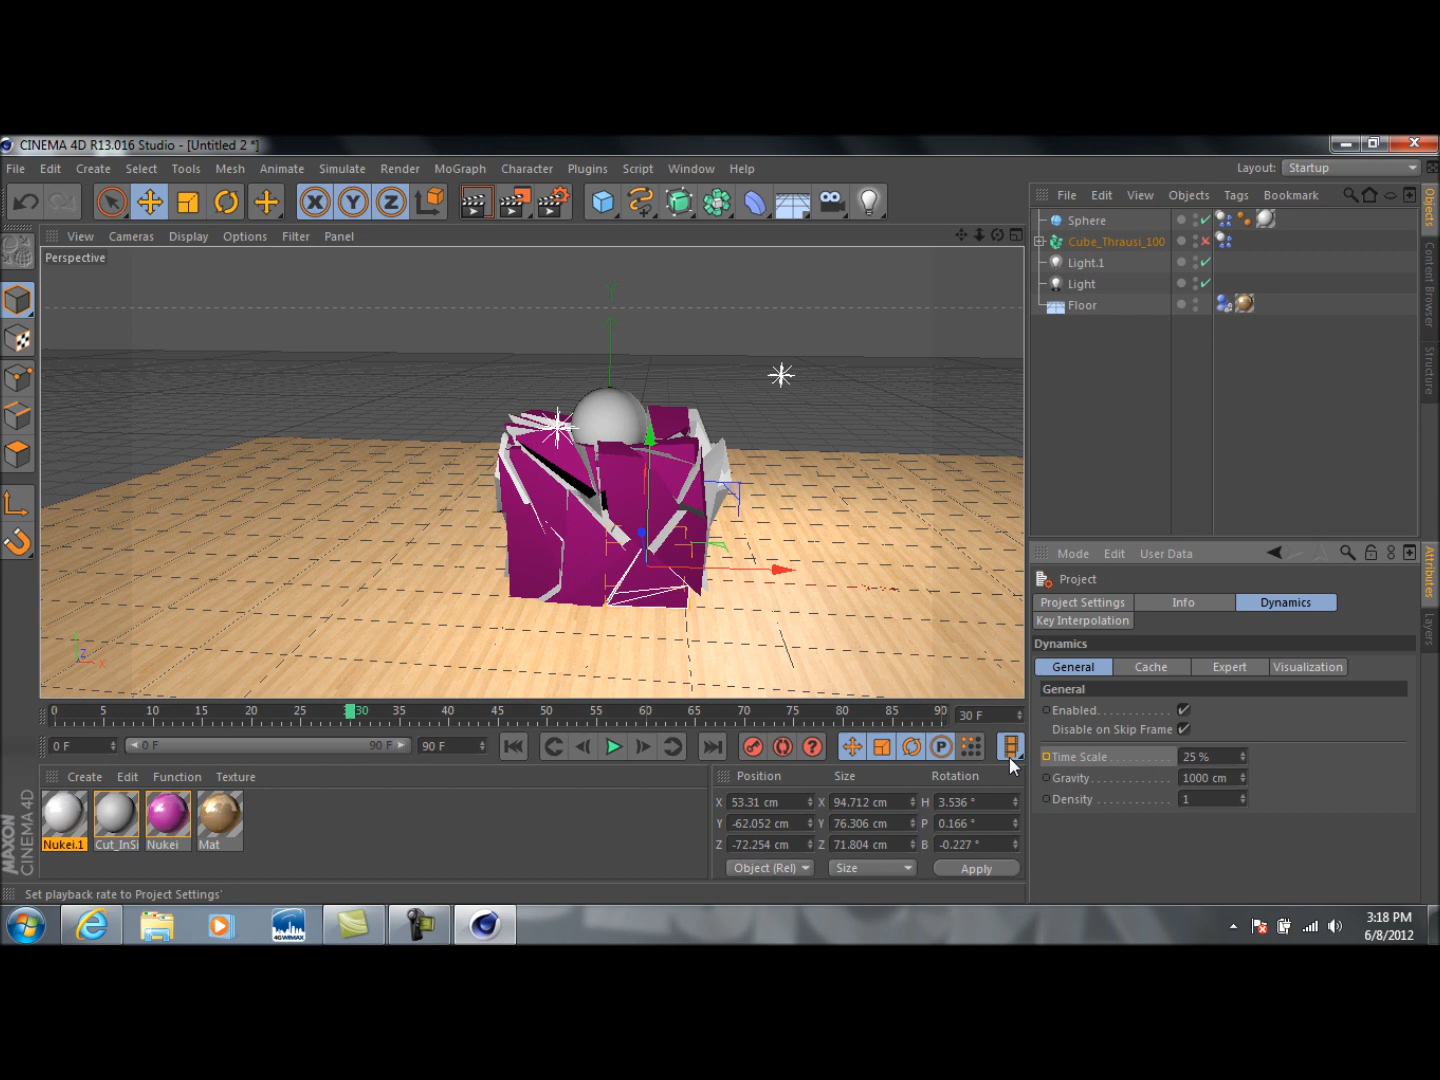 CINEMA 4D R13.016 Studio - [Untitled 2 *]
File Edit Create Select Tools Mesh Animate Simulate Render MoGraph Character Plugins Script Window Help
Layout: Startup
File Edit View Objects Tags Bookmark
View Cameras Display Options Filter Panel
Perspective
Sphere
Cube_Thrausi_100
Light.1
Light
Floor
Objects
Content Browser
Structure
Attributes
Layers
X Y Z
Y
Z X
Mode Edit User Data
Project
Project Settings Info Dynamics
Key Interpolation
Dynamics
General Cache Expert Visualization
General
Enabled
Disable on Skip Frame
Time Scale 25 %
Gravity 1000 cm
Density 1
0 5 10 15 20 25 30 35 40 45 50 55 60 65 70 75 80 85 90 30 F
0 F 0 F 90 F 90 F
P
Create Edit Function Texture
Nukei.1 Cut_InSi Nukei Mat
MAXON
CINEMA 4D
Position Size Rotation
X 53.31 cm X 94.712 cm H 3.536 °
Y -62.052 cm Y 76.306 cm P 0.166 °
Z -72.254 cm Z 71.804 cm B -0.227 °
Object (Rel) Size Apply
Set playback rate to Project Settings'
4GWiMAX
3:18 PM
6/8/2012